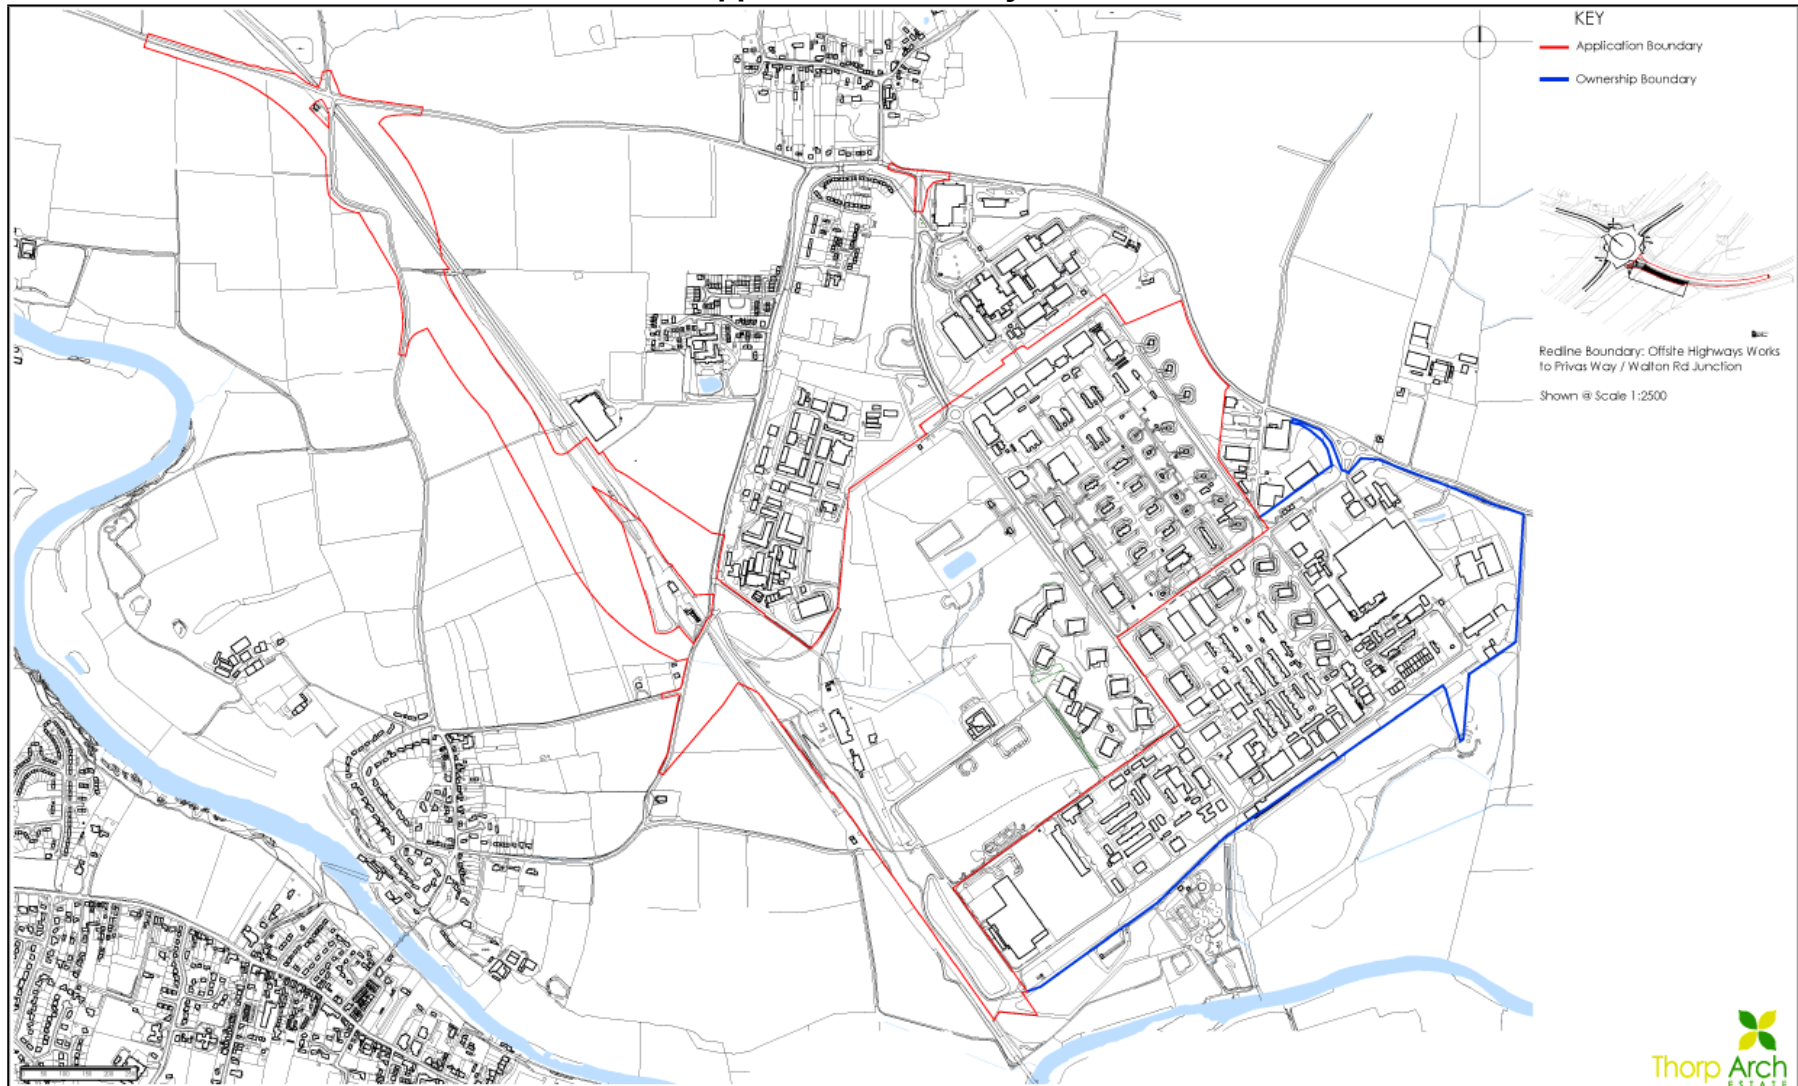 KEY
Application Boundary
Ownership Boundary
Redline Boundary: Offsite Highways Works
to Privas Way / Walton Rd Junction
Shown @ Scale 1:2500
Thorp Arch
ESTATE